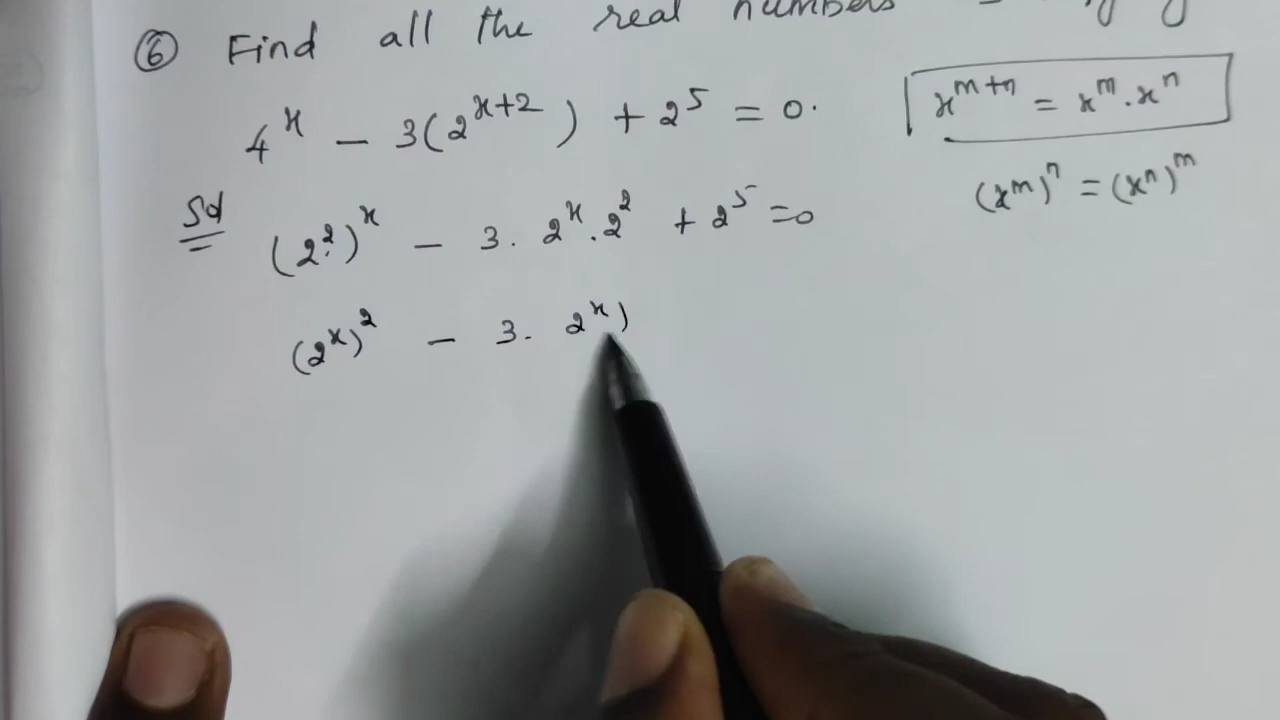 ⑥ Find all the real numbers
4^x - 3(2^{x+2}) + 2^5 = 0.
x^{m+n} = x^m . x^n
(x^m)^n = (x^n)^m
Sol
(2^2)^x - 3. 2^x . 2^2 + 2^5 = 0
(2^x)^2 - 3. 2^x)